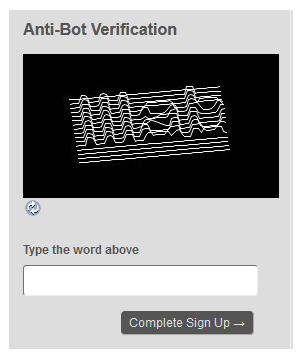 Anti-Bot Verification
Type the word above
Complete Sign Up →